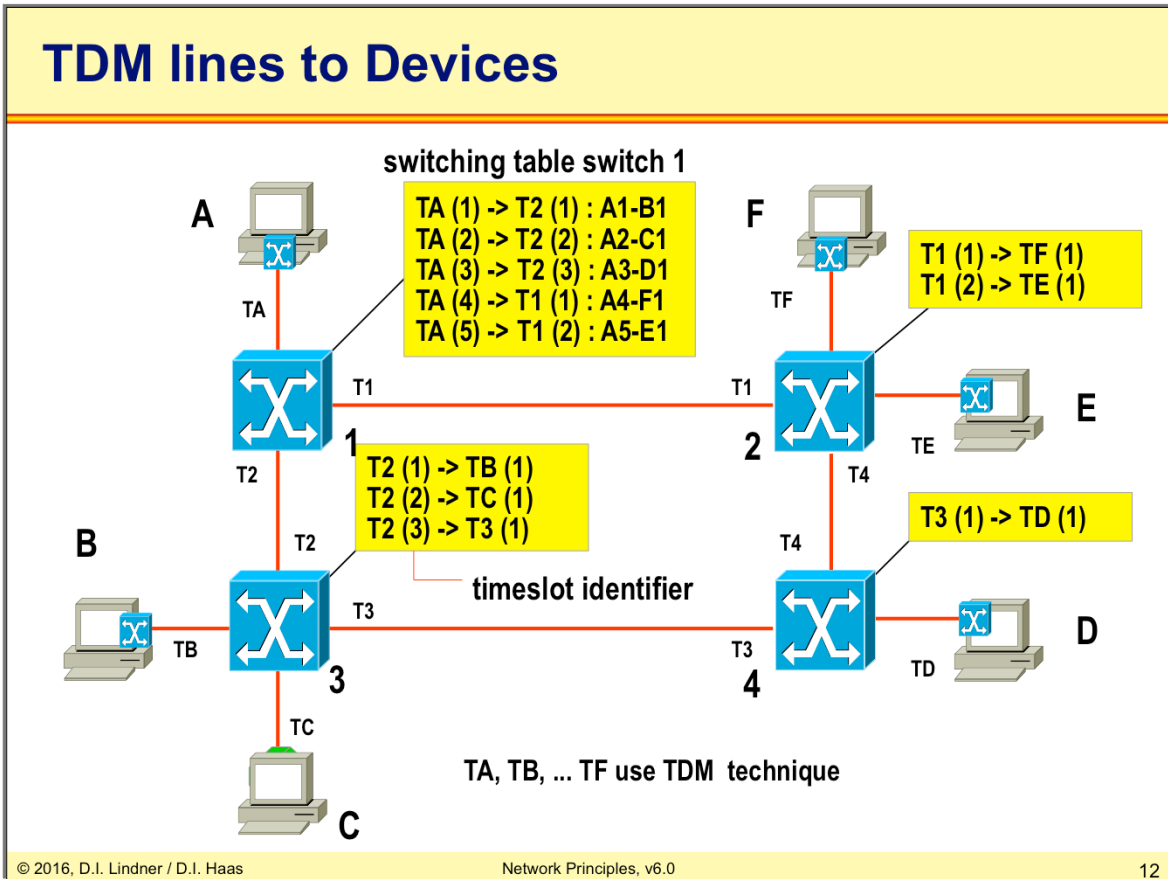 TDM lines to Devices
switching table switch 1
A
TA (1) -> T2 (1) : A1-B1
TA (2) -> T2 (2) : A2-C1
TA (3) -> T2 (3) : A3-D1
TA (4) -> T1 (1) : A4-F1
TA (5) -> T1 (2) : A5-E1
F
T1 (1) -> TF (1)
T1 (2) -> TE (1)
TA
TF
T1
T1
E
1
2
TE
T2
T4
T2 (1) -> TB (1)
T2 (2) -> TC (1)
T2 (3) -> T3 (1)
T3 (1) -> TD (1)
B
T2
T4
timeslot identifier
T3
D
TB
T3
TD
3
4
TC
TA, TB, ... TF use TDM technique
C
© 2016, D.I. Lindner / D.I. Haas
Network Principles, v6.0
12